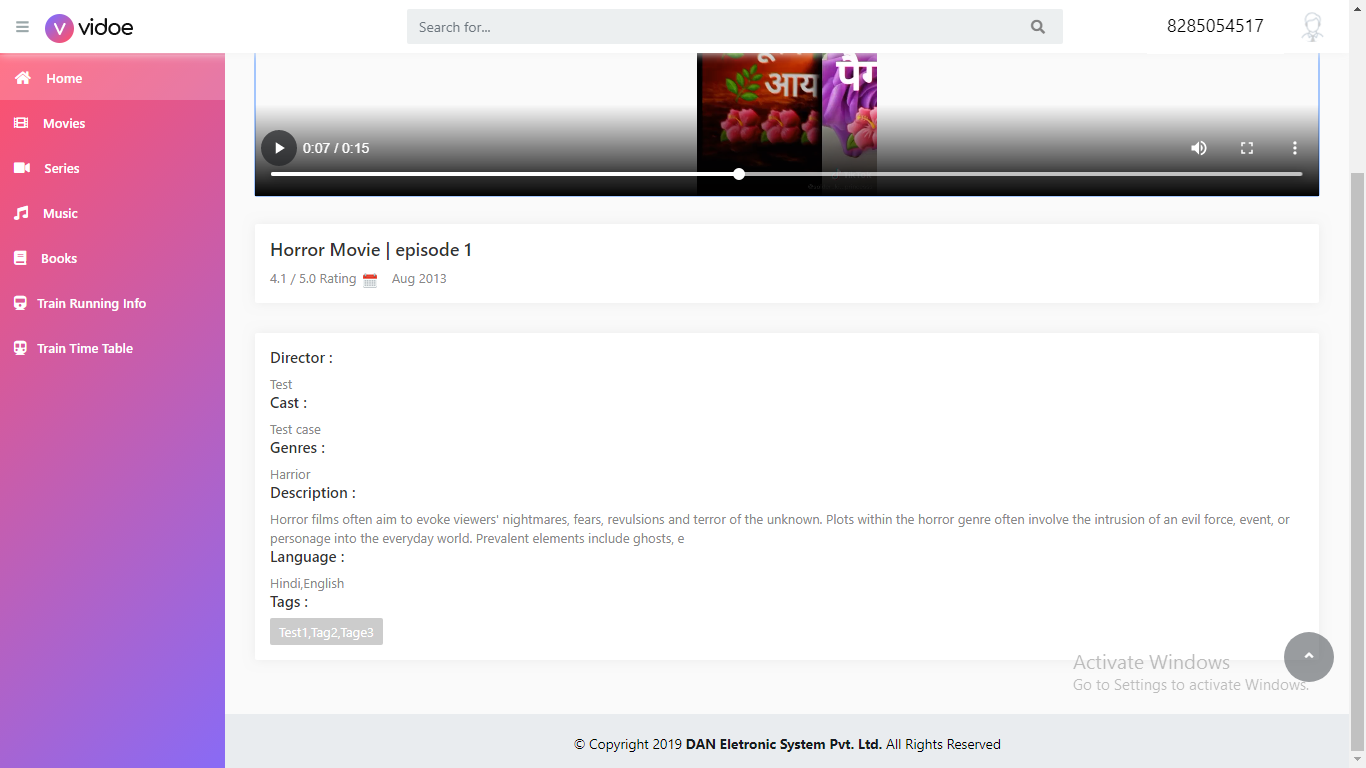 vidoe
Search for...
8285054517
Home
Movies
Series
Music
Books
Train Running Info
Train Time Table
आय
0:07 / 0:15
Horror Movie | episode 1
4.1 / 5.0 Rating Aug 2013
Director :
Test
Cast :
Test case
Genres :
Harrior
Description :
Horror films often aim to evoke viewers' nightmares, fears, revulsions and terror of the unknown. Plots within the horror genre often involve the intrusion of an evil force, event, or
personage into the everyday world. Prevalent elements include ghosts, e
Language :
Hindi,English
Tags :
Test1,Tag2,Tage3
Activate Windows
Go to Settings to activate Windows.
© Copyright 2019 DAN Eletronic System Pvt. Ltd. All Rights Reserved